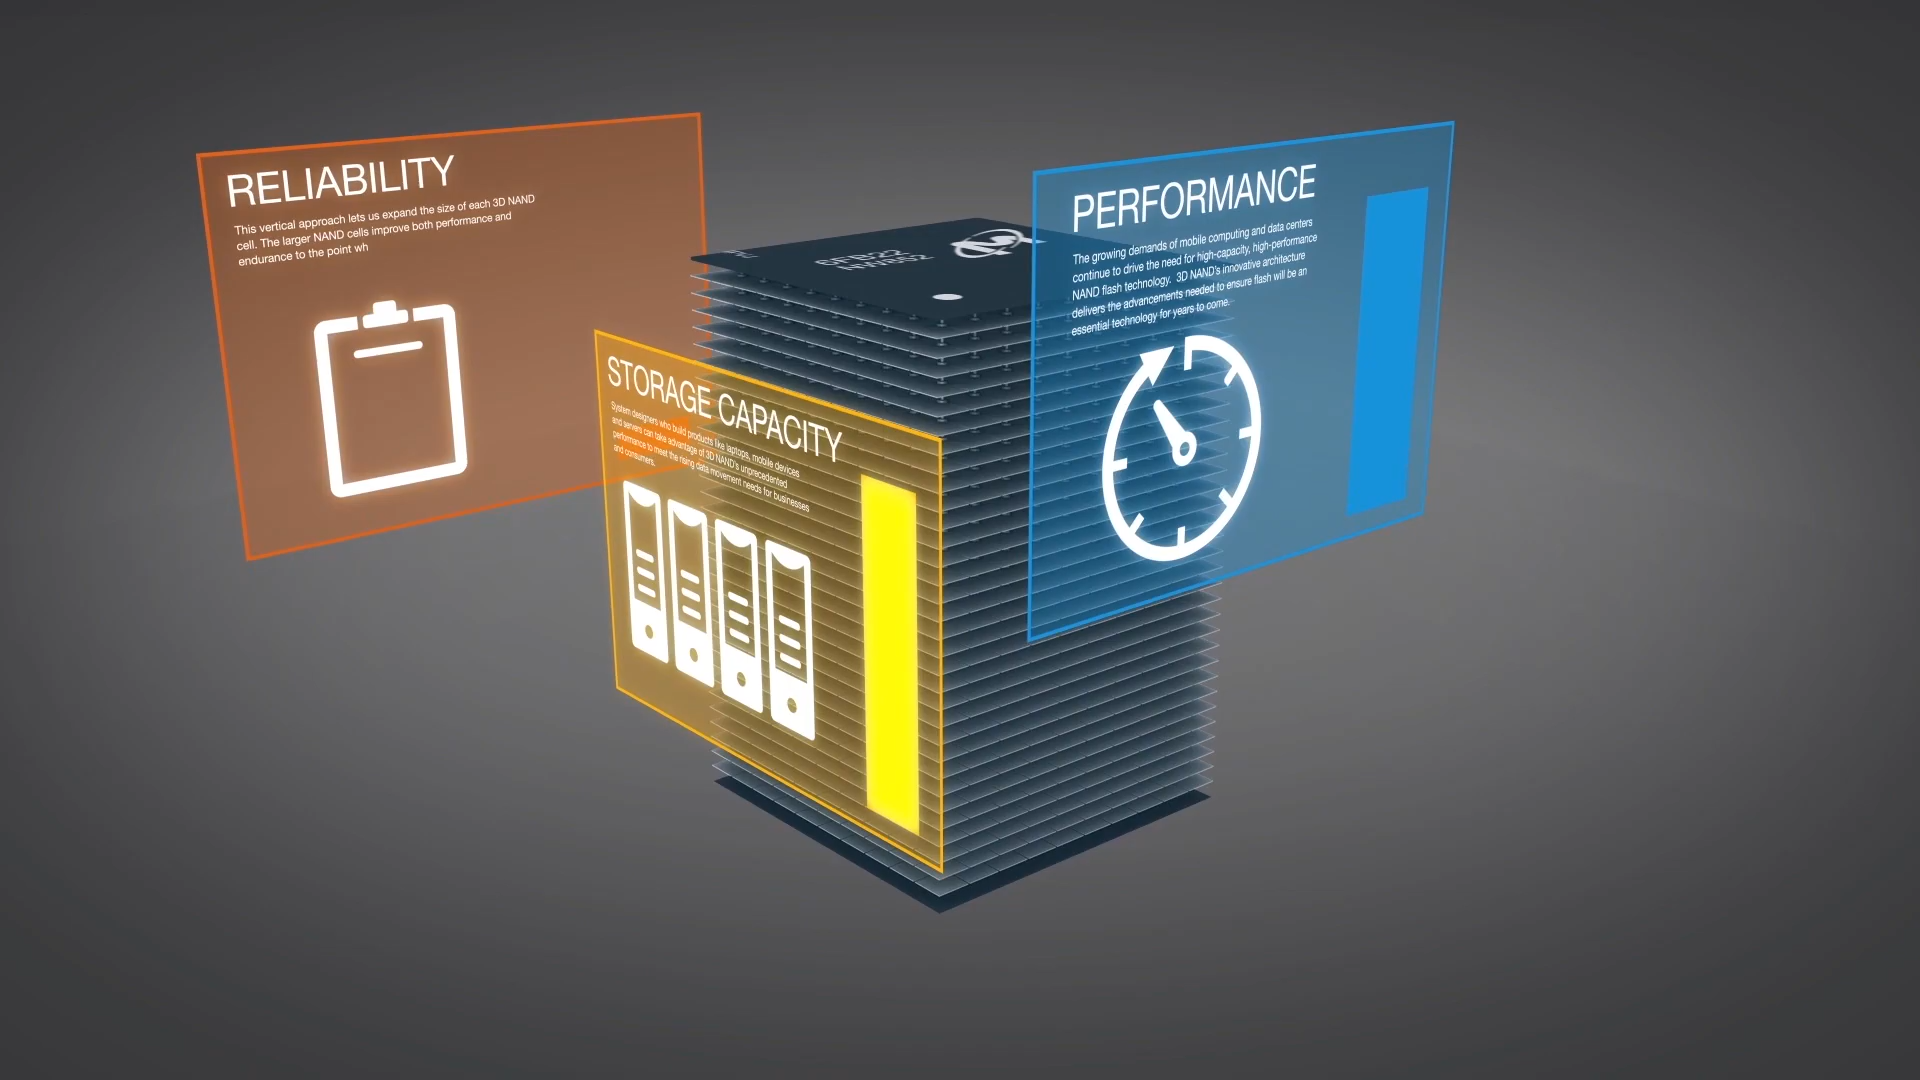 RELIABILITY
This vertical approach lets us expand the size of each 3D NAND
cell. The larger NAND cells improve both performance and
endurance to the point wh
6FB22
NW802
STORAGE CAPACITY
System designers who build products like laptops, mobile devices
and servers can take advantage of 3D NAND's unprecedented
performance to meet the rising data movement needs for businesses
and consumers.
PERFORMANCE
The growing demands of mobile computing and data centers
continue to drive the need for high-capacity, high-performance
NAND flash technology. 3D NAND's innovative architecture
delivers the advancements needed to ensure flash will be an
essential technology for years to come.